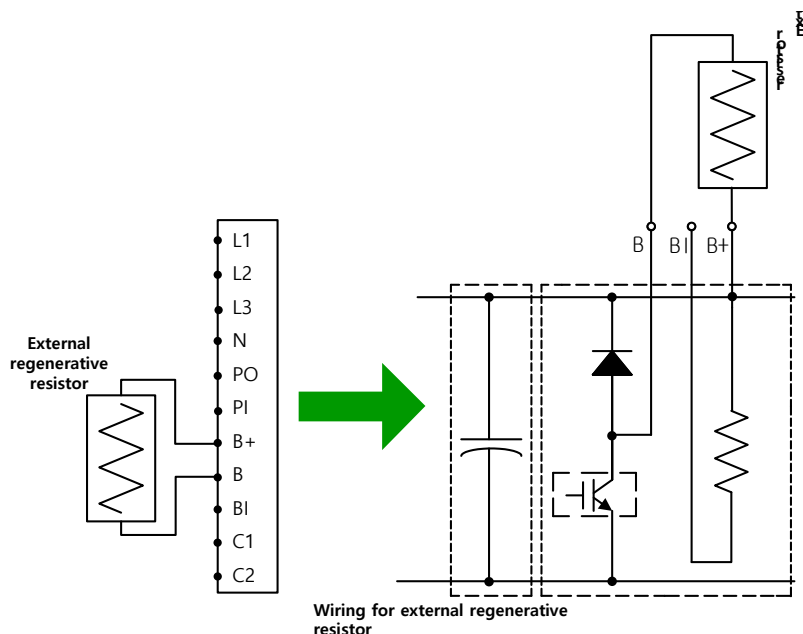 External
regenerative
resistor
L1
L2
L3
N
PO
PI
B+
B
BI
C1
C2
B
BI
B+
Wiring for external regenerative
resistor